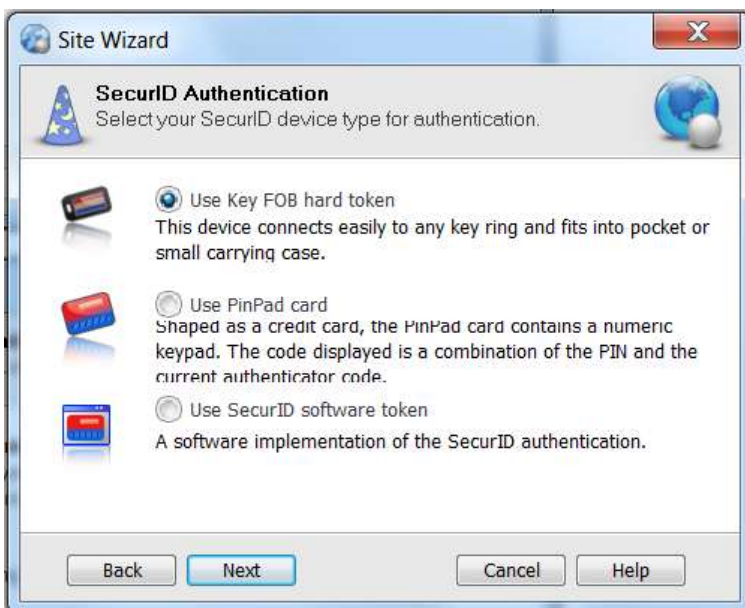 Site Wizard
SecurID Authentication
Select your SecurID device type for authentication.
Use Key FOB hard token
This device connects easily to any key ring and fits into pocket or
small carrying case.
Use PinPad card
Shaped as a credit card, the PinPad card contains a numeric
keypad. The code displayed is a combination of the PIN and the
current authenticator code.
Use SecurID software token
A software implementation of the SecurID authentication.
Back Next Cancel Help